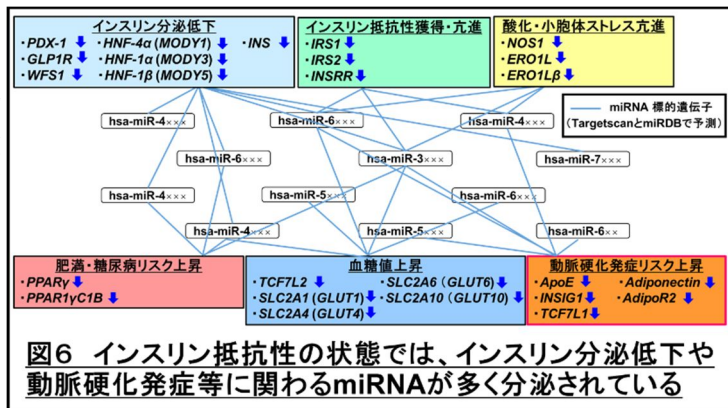 インスリン分泌低下
・PDX-1 ・HNF-4α (MODY1) ・INS
・GLP1R ・HNF-1α (MODY3)
・WFS1 ・HNF-1β (MODY5)
インスリン抵抗性獲得・亢進
・IRS1
・IRS2
・INSRR
酸化・小胞体ストレス亢進
・NOS1
・ERO1L
・ERO1Lβ
miRNA 標的遺伝子
(TargetscanとmiRDBで予測)
hsa-miR-4××× hsa-miR-6××× hsa-miR-4×××
hsa-miR-6××× hsa-miR-3××× hsa-miR-7×××
hsa-miR-4××× hsa-miR-5××× hsa-miR-6×××
hsa-miR-4××× hsa-miR-5××× hsa-miR-6××
肥満・糖尿病リスク上昇
・PPARγ
・PPAR1γC1B
血糖値上昇
・TCF7L2 ・SLC2A6 (GLUT6)
・SLC2A1 (GLUT1) ・SLC2A10 (GLUT10)
・SLC2A4 (GLUT4)
動脈硬化発症リスク上昇
・ApoE ・Adiponectin
・INSIG1 ・AdipoR2
・TCF7L1
図6 インスリン抵抗性の状態では、インスリン分泌低下や
動脈硬化発症等に関わるmiRNAが多く分泌されている